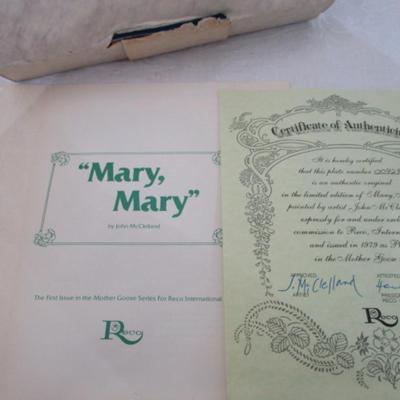 "Mary,
Mary"
by John McClelland
The First Issue in the Mother Goose Series For Reco International
Reco
Certificate of
It is hereby certified
that this plate number
is an authentic original
in the limited edition of "Mary,
painted by artist - John
expressly for and under
commission to Reco,
and issued in 1979 as
in the Mother Goose
APPROVED
J. McClelland
ARTIST
RECO